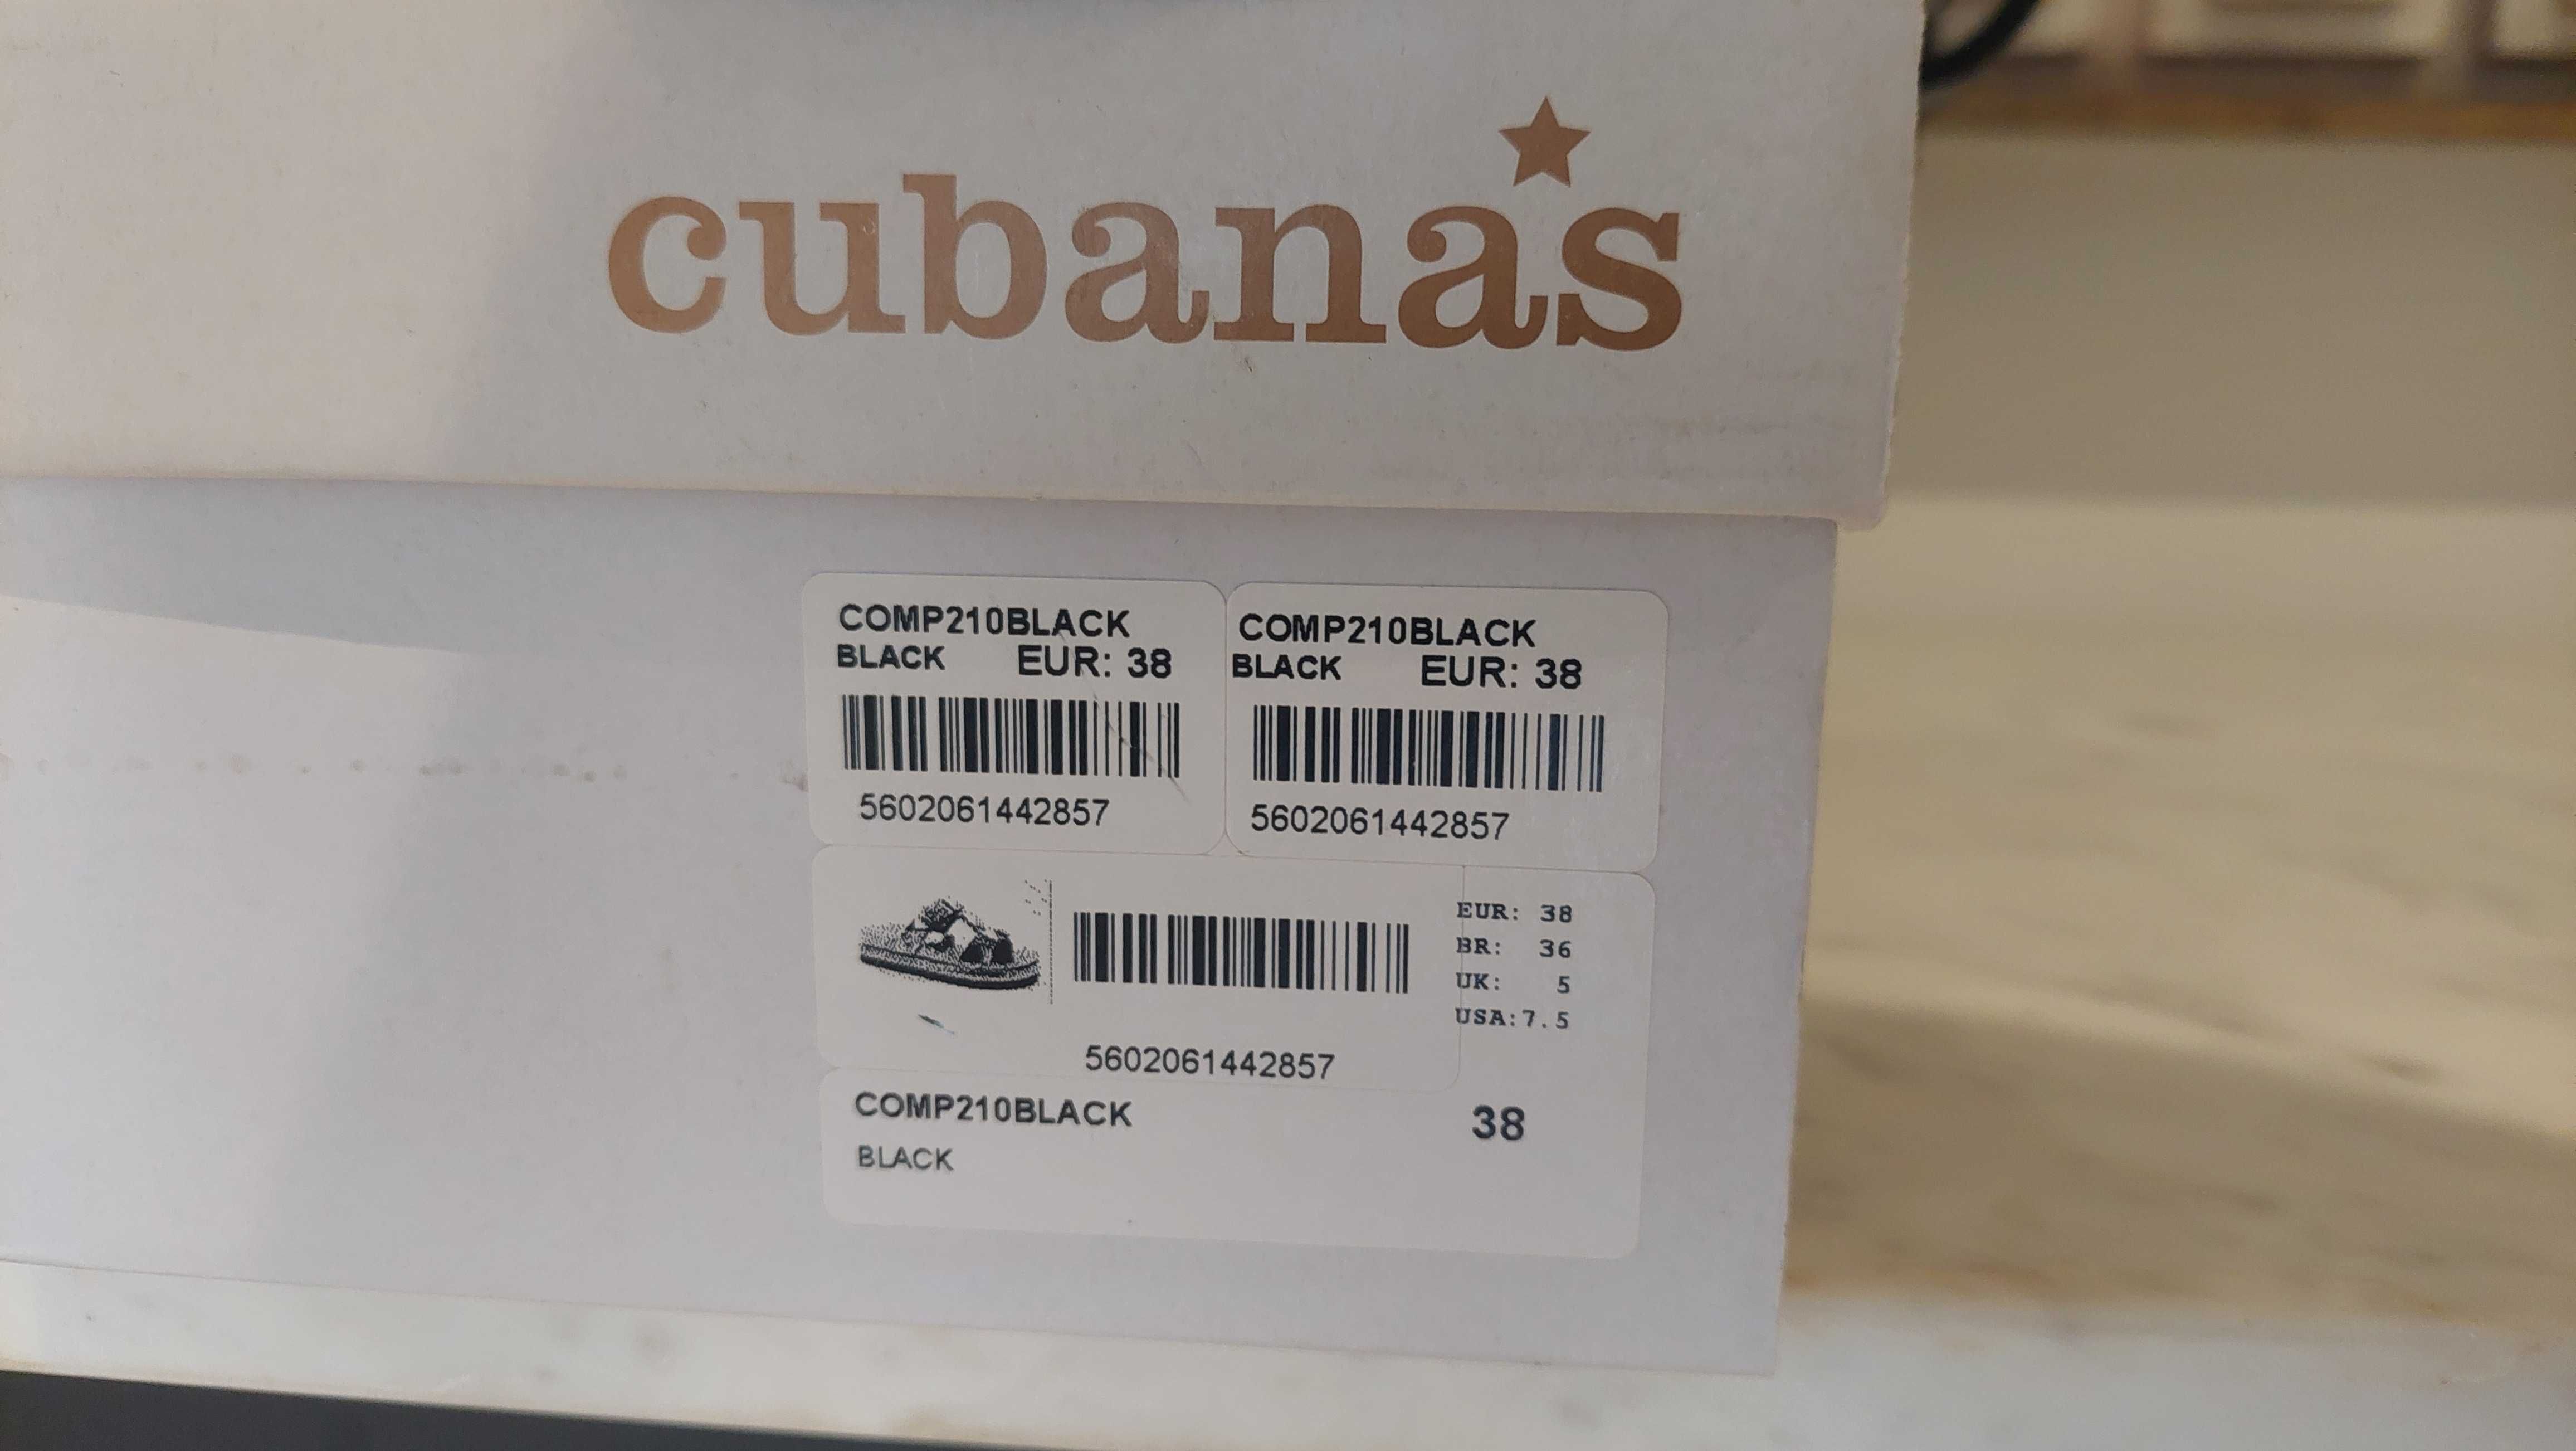 cubanas
COMP210BLACK
BLACK EUR: 38
5602061442857
COMP210BLACK
BLACK EUR: 38
5602061442857
5602061442857
EUR: 38
BR: 36
UK: 5
USA:7.5
COMP210BLACK
38
BLACK